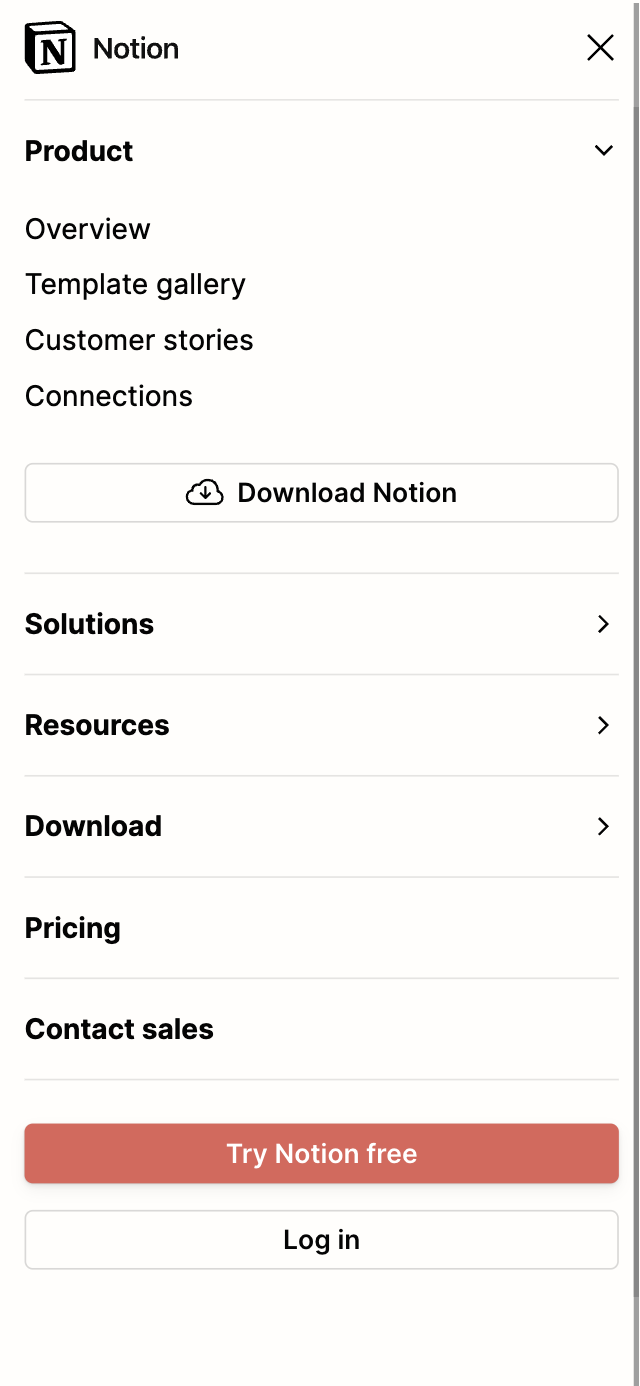 N Notion
Product
Overview
Template gallery
Customer stories
Connections
Download Notion
Solutions
Resources
Download
Pricing
Contact sales
Try Notion free
Log in